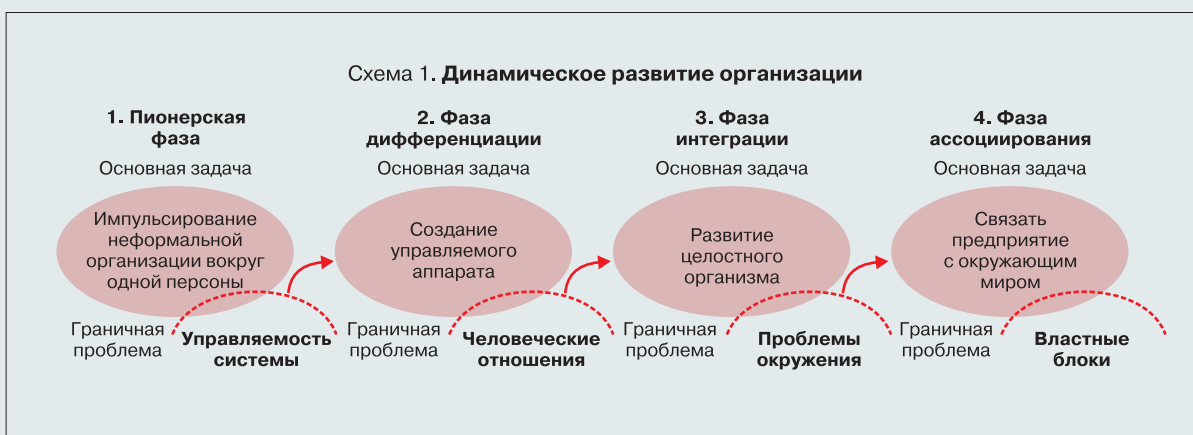 Схема 1. Динамическое развитие организации
1. Пионерская
фаза
Основная задача
Импульсирование
неформальной
организации вокруг
одной персоны
Граничная
проблема
Управляемость
системы
2. Фаза
дифференциации
Основная задача
Создание
управляемого
аппарата
Граничная
проблема
Человеческие
отношения
3. Фаза
интеграции
Основная задача
Развитие
целостного
организма
Граничная
проблема
Проблемы
окружения
4. Фаза
ассоциирования
Основная задача
Связать
предприятие
с окружающим
миром
Граничная
проблема
Властные
блоки